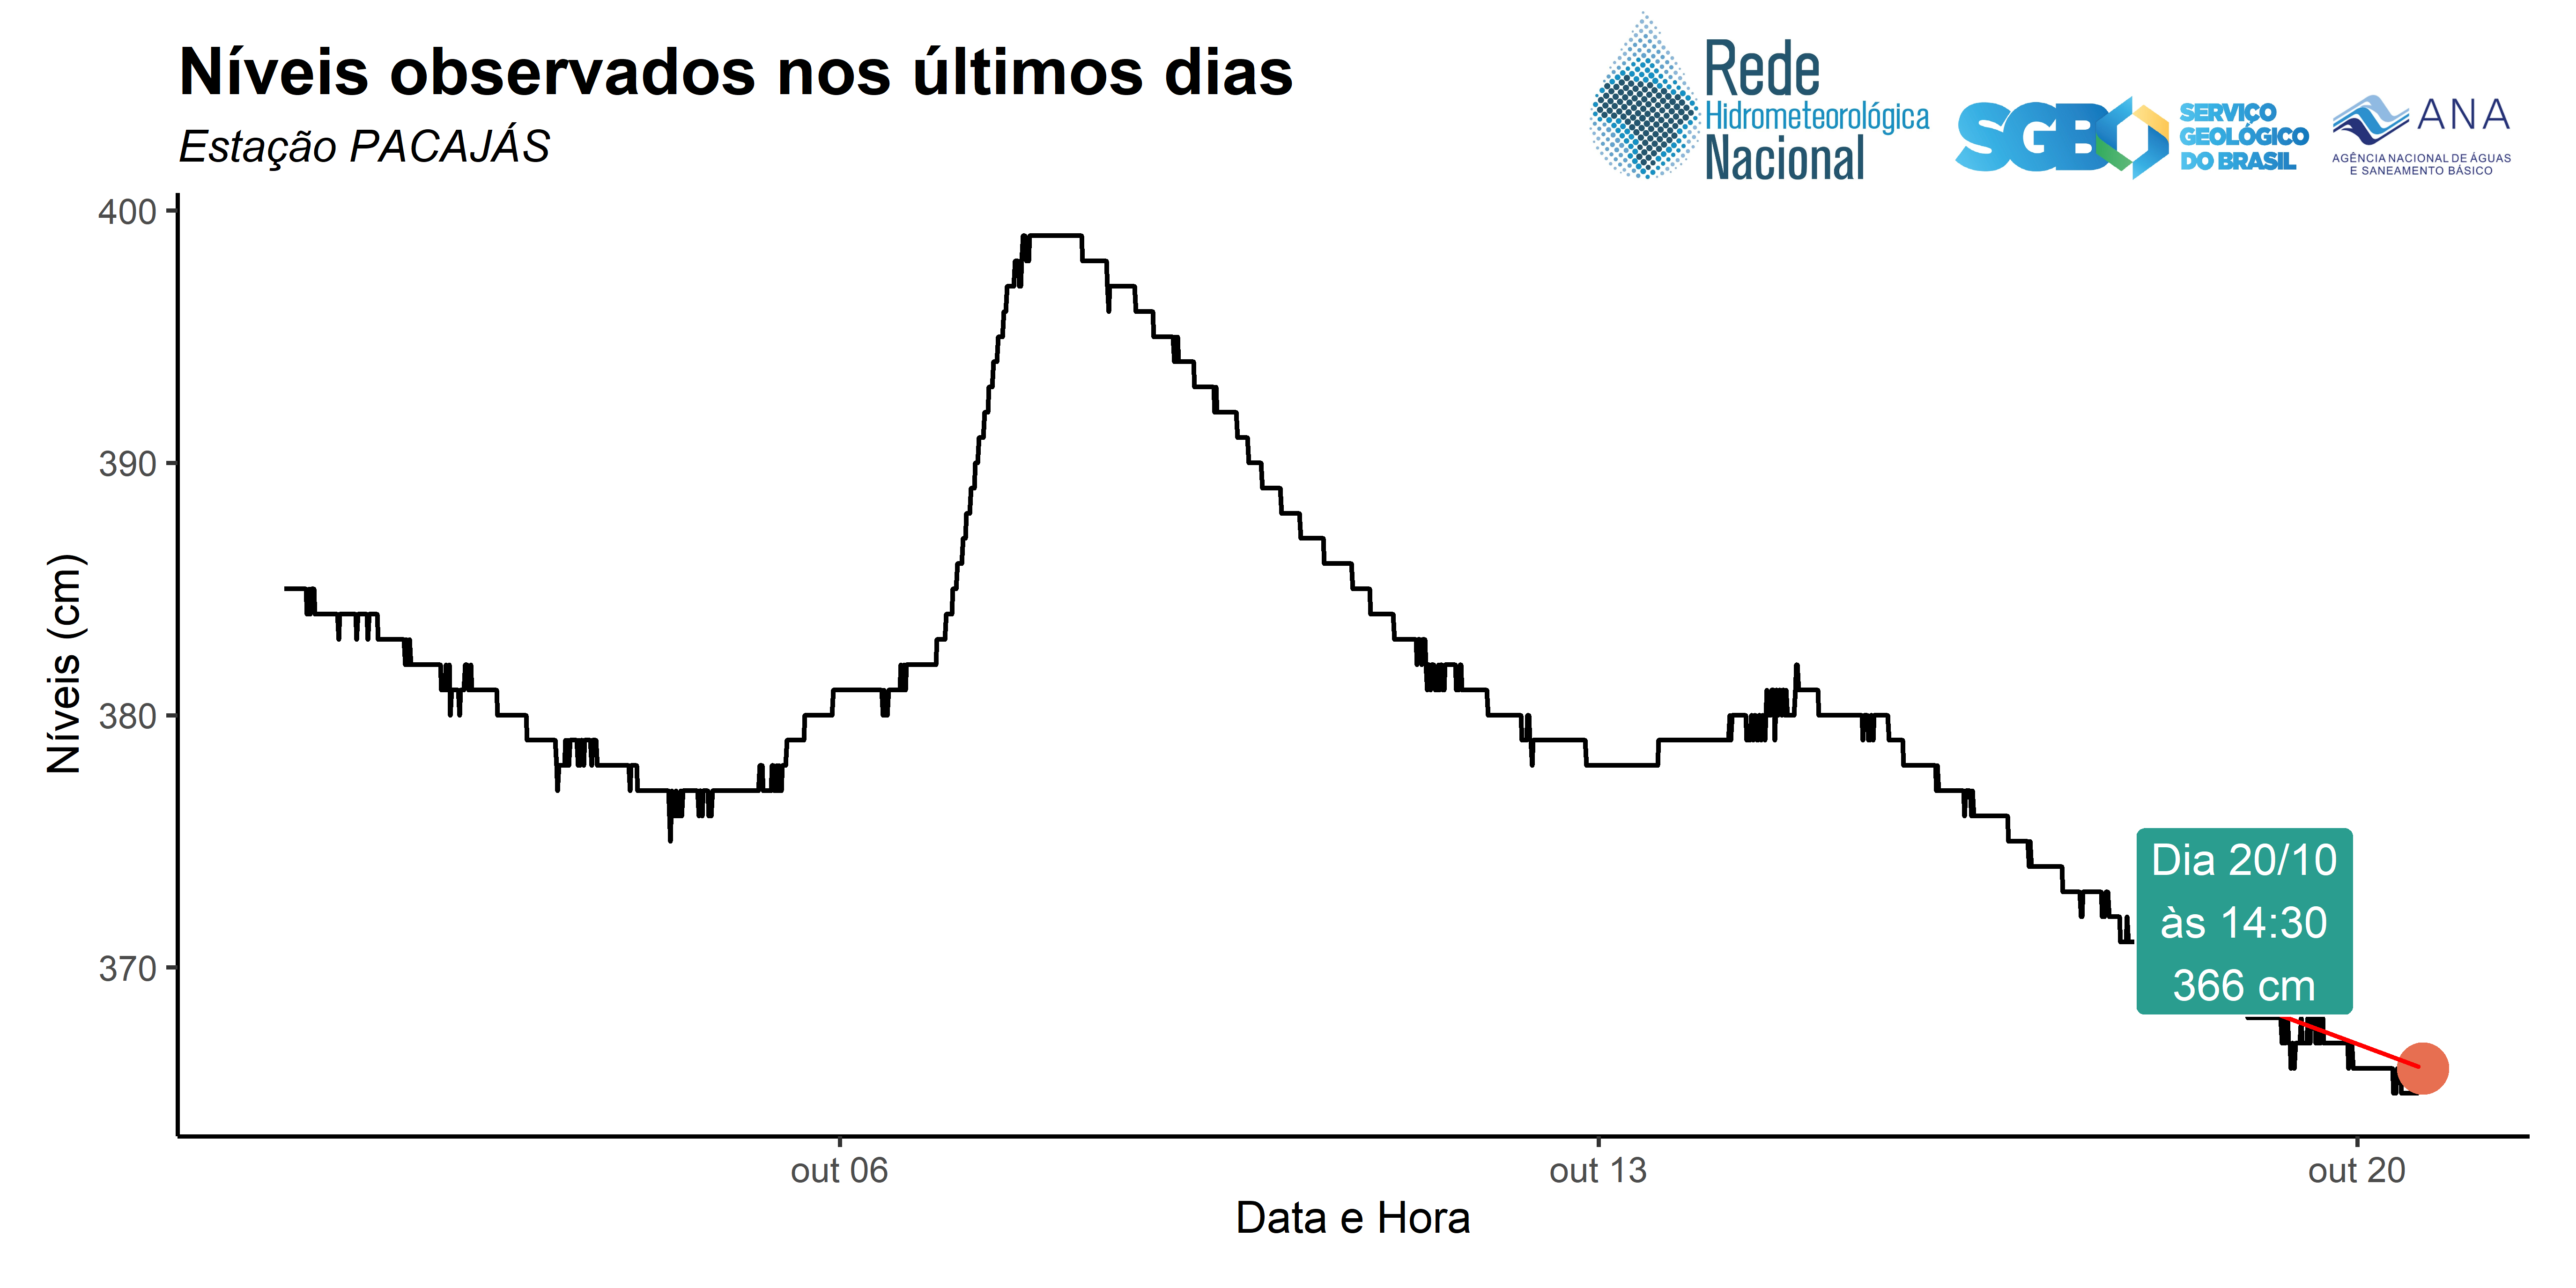 Níveis observados nos últimos dias
Estação PACAJÁS
Rede
Hidrometeorológica
Nacional
SGB
SERVIÇO
GEOLÓGICO
DO BRASIL
ANA
AGÊNCIA NACIONAL DE ÁGUAS
E SANEAMENTO BÁSICO
400
390
380
370
Níveis (cm)
Dia 20/10
às 14:30
366 cm
out 06
out 13
out 20
Data e Hora